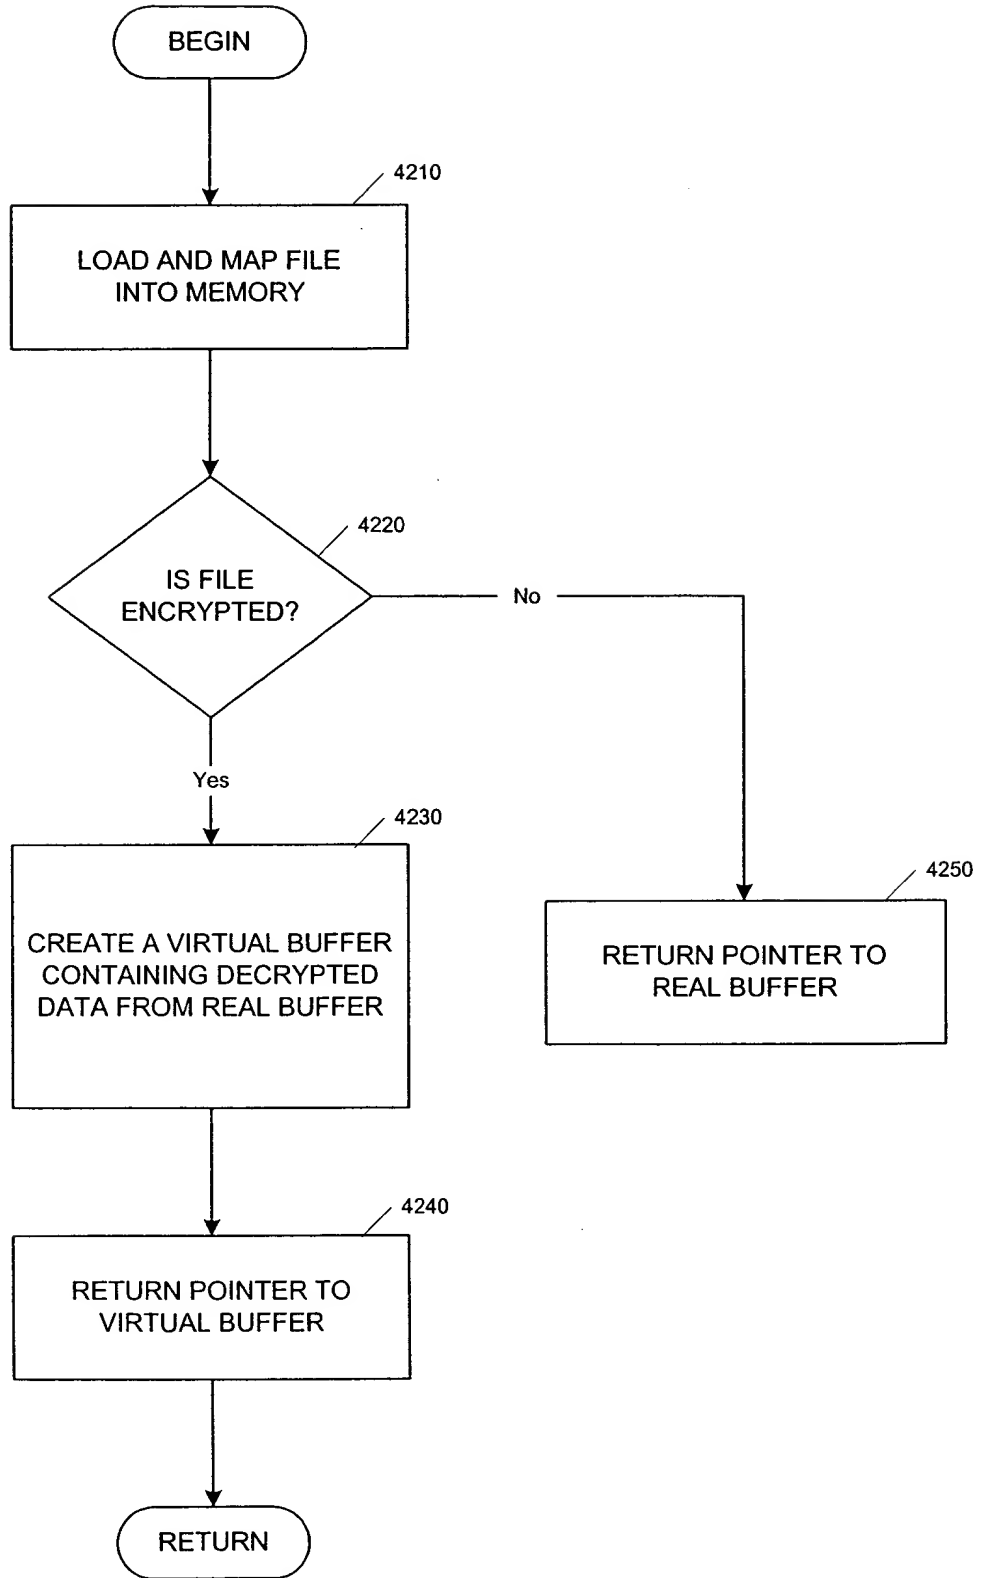 BEGIN
4210
LOAD AND MAP FILE
INTO MEMORY
4220
IS FILE
ENCRYPTED?
No
Yes
4230
CREATE A VIRTUAL BUFFER
CONTAINING DECRYPTED
DATA FROM REAL BUFFER
4250
RETURN POINTER TO
REAL BUFFER
4240
RETURN POINTER TO
VIRTUAL BUFFER
RETURN